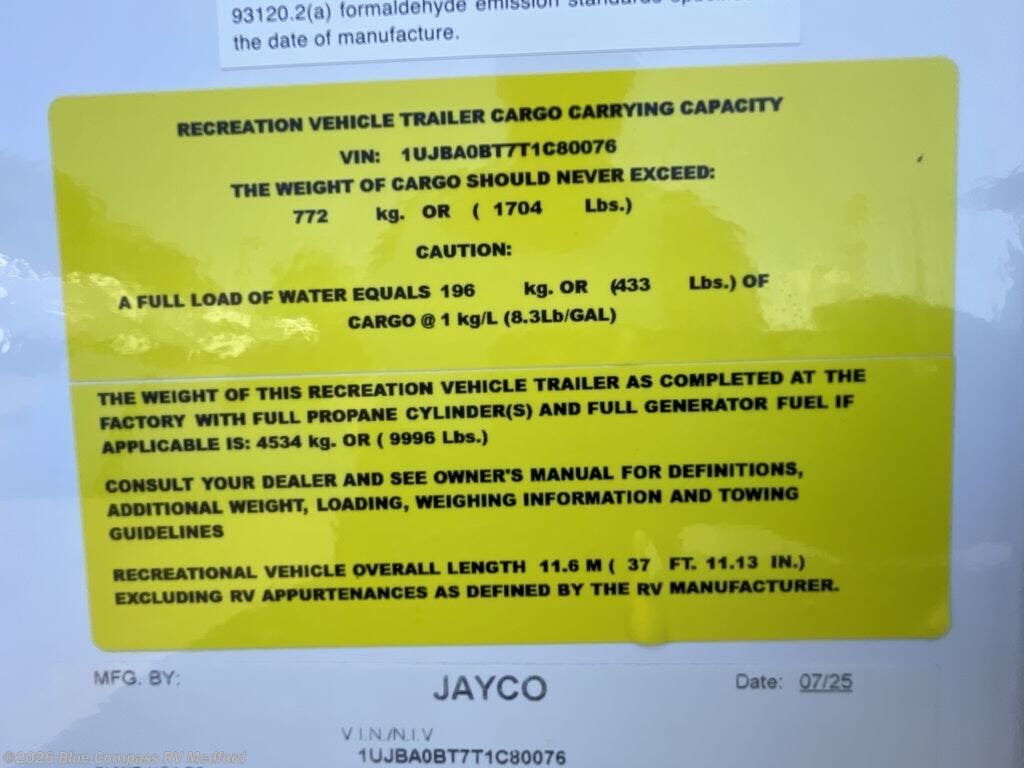 93120.2(a) formaldehyde emission standards
the date of manufacture.
RECREATION VEHICLE TRAILER CARGO CARRYING CAPACITY
VIN: 1UJBA0BT7T1C80076
THE WEIGHT OF CARGO SHOULD NEVER EXCEED:
772 kg. OR ( 1704 Lbs.)
CAUTION:
A FULL LOAD OF WATER EQUALS 196 kg. OR (433 Lbs.) OF
CARGO @ 1 kg/L (8.3Lb/GAL)
THE WEIGHT OF THIS RECREATION VEHICLE TRAILER AS COMPLETED AT THE
FACTORY WITH FULL PROPANE CYLINDER(S) AND FULL GENERATOR FUEL IF
APPLICABLE IS: 4534 kg. OR ( 9996 Lbs.)
CONSULT YOUR DEALER AND SEE OWNER'S MANUAL FOR DEFINITIONS,
ADDITIONAL WEIGHT, LOADING, WEIGHING INFORMATION AND TOWING
GUIDELINES
RECREATIONAL VEHICLE OVERALL LENGTH 11.6 M ( 37 FT. 11.13 IN.)
EXCLUDING RV APPURTENANCES AS DEFINED BY THE RV MANUFACTURER.
MFG. BY: JAYCO Date: 07/25
V.I.N./N.I.V
1UJBA0BT7T1C80076
©2026 Blue Compass RV Medford